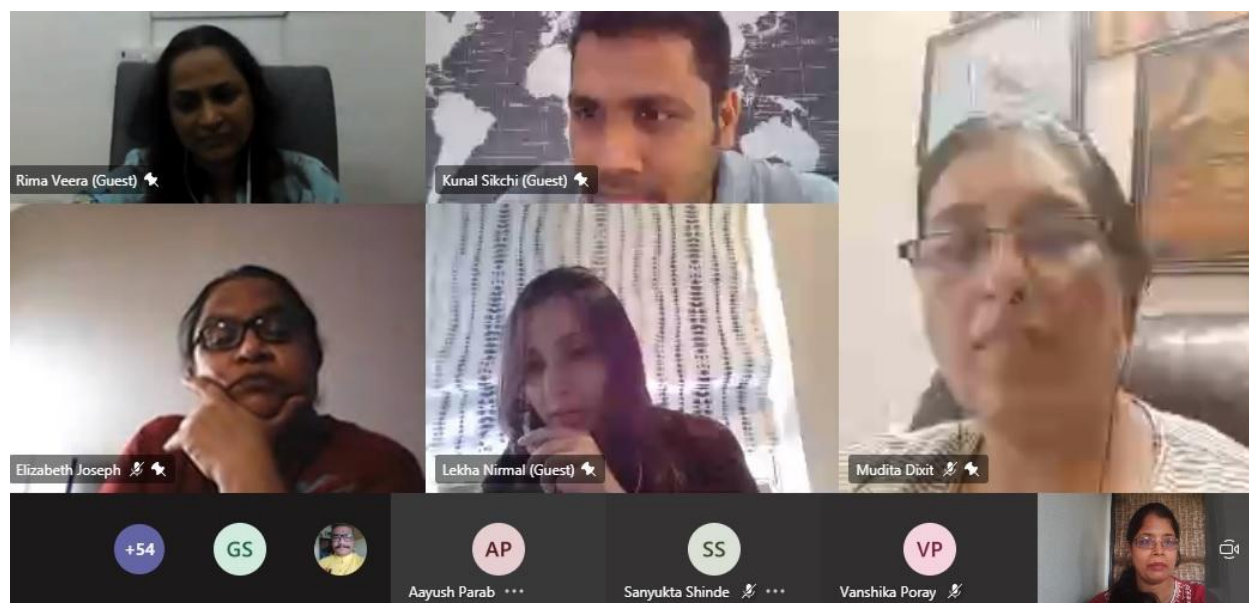 Rima Veera (Guest)
Kunal Sikchi (Guest)
Elizabeth Joseph
Lekha Nirmal (Guest)
Mudita Dixit
+54
GS
AP
SS
VP
Aayush Parab ...
Sanyukta Shinde ...
Vanshika Poray